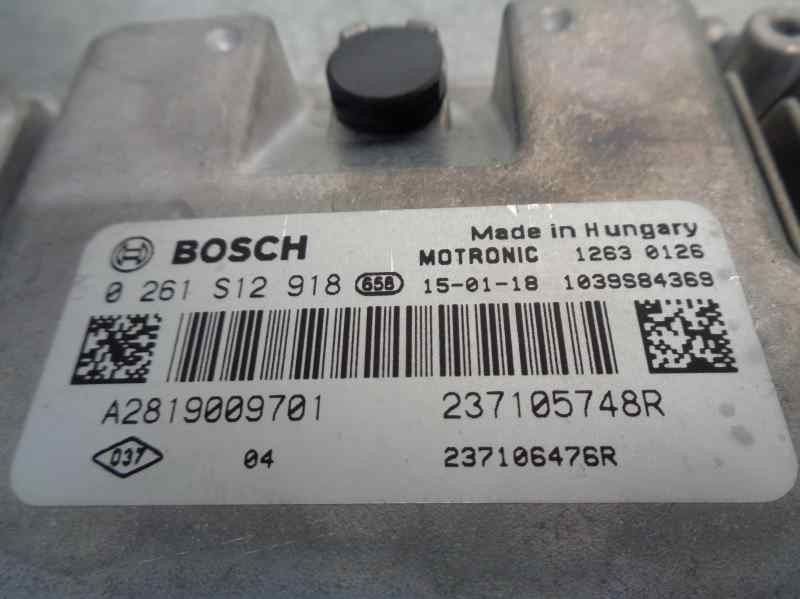 BOSCH
Made in Hungary
MOTRONIC 1263 0126
0 261 S12 918 658 15-01-18 1039S84369
A2819009701 237105748R
037 04 237106476R